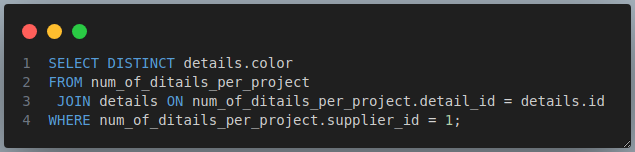 1 SELECT DISTINCT details.color
2 FROM num_of_ditails_per_project
3 JOIN details ON num_of_ditails_per_project.detail_id = details.id
4 WHERE num_of_ditails_per_project.supplier_id = 1;